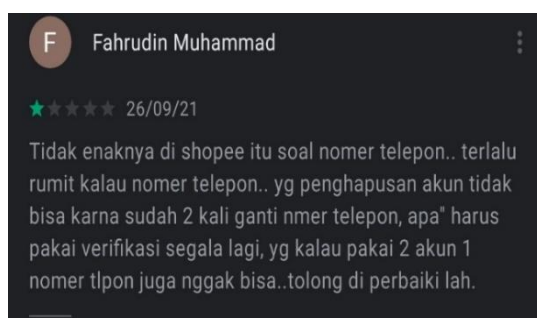 F
Fahrudin Muhammad
26/09/21
Tidak enaknya di shopee itu soal nomer telepon.. terlalu
rumit kalau nomer telepon.. yg penghapusan akun tidak
bisa karna sudah 2 kali ganti nmer telepon, apa" harus
pakai verifikasi segala lagi, yg kalau pakai 2 akun 1
nomer tlpon juga nggak bisa..tolong di perbaiki lah.